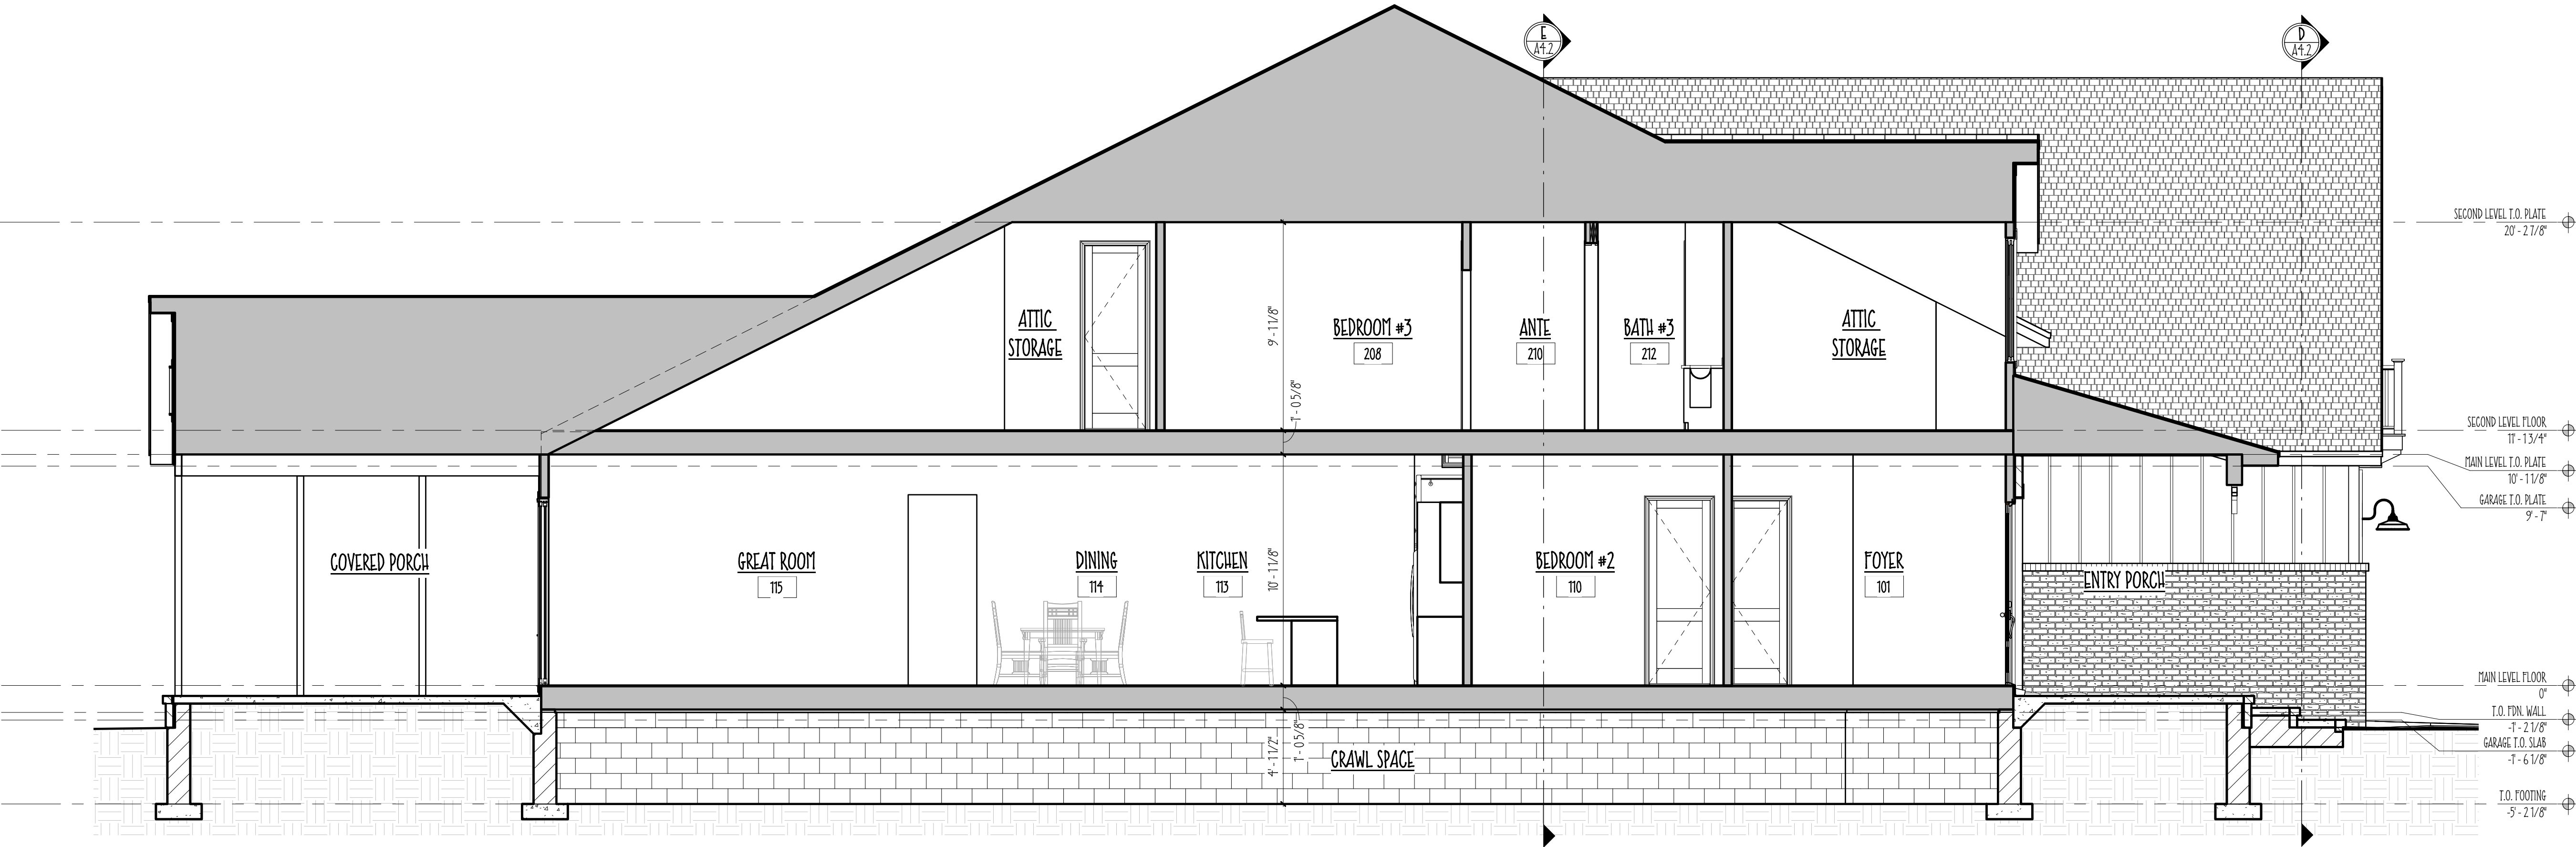 E
A4.2
D
A4.2
SECOND LEVEL T.O. PLATE
20' - 2 7/8"
ATTIC
STORAGE
9' - 1 1/8"
BEDROOM #3
208
ANTE
210
BATH #3
212
ATTIC
STORAGE
1' - 0 5/8"
SECOND LEVEL FLOOR
11' - 1 3/4"
MAIN LEVEL T.O. PLATE
10' - 1 1/8"
GARAGE T.O. PLATE
9' - 7"
COVERED PORCH
GREAT ROOM
115
DINING
114
KITCHEN
113
10' - 1 1/8"
BEDROOM #2
110
FOYER
101
ENTRY PORCH
MAIN LEVEL FLOOR
0"
T.O. FDN. WALL
-1' - 2 1/8"
GARAGE T.O. SLAB
-1' - 6 1/8"
4' - 1 1/2"
1' - 0 5/8"
CRAWL SPACE
T.O. FOOTING
-5' - 2 1/8"